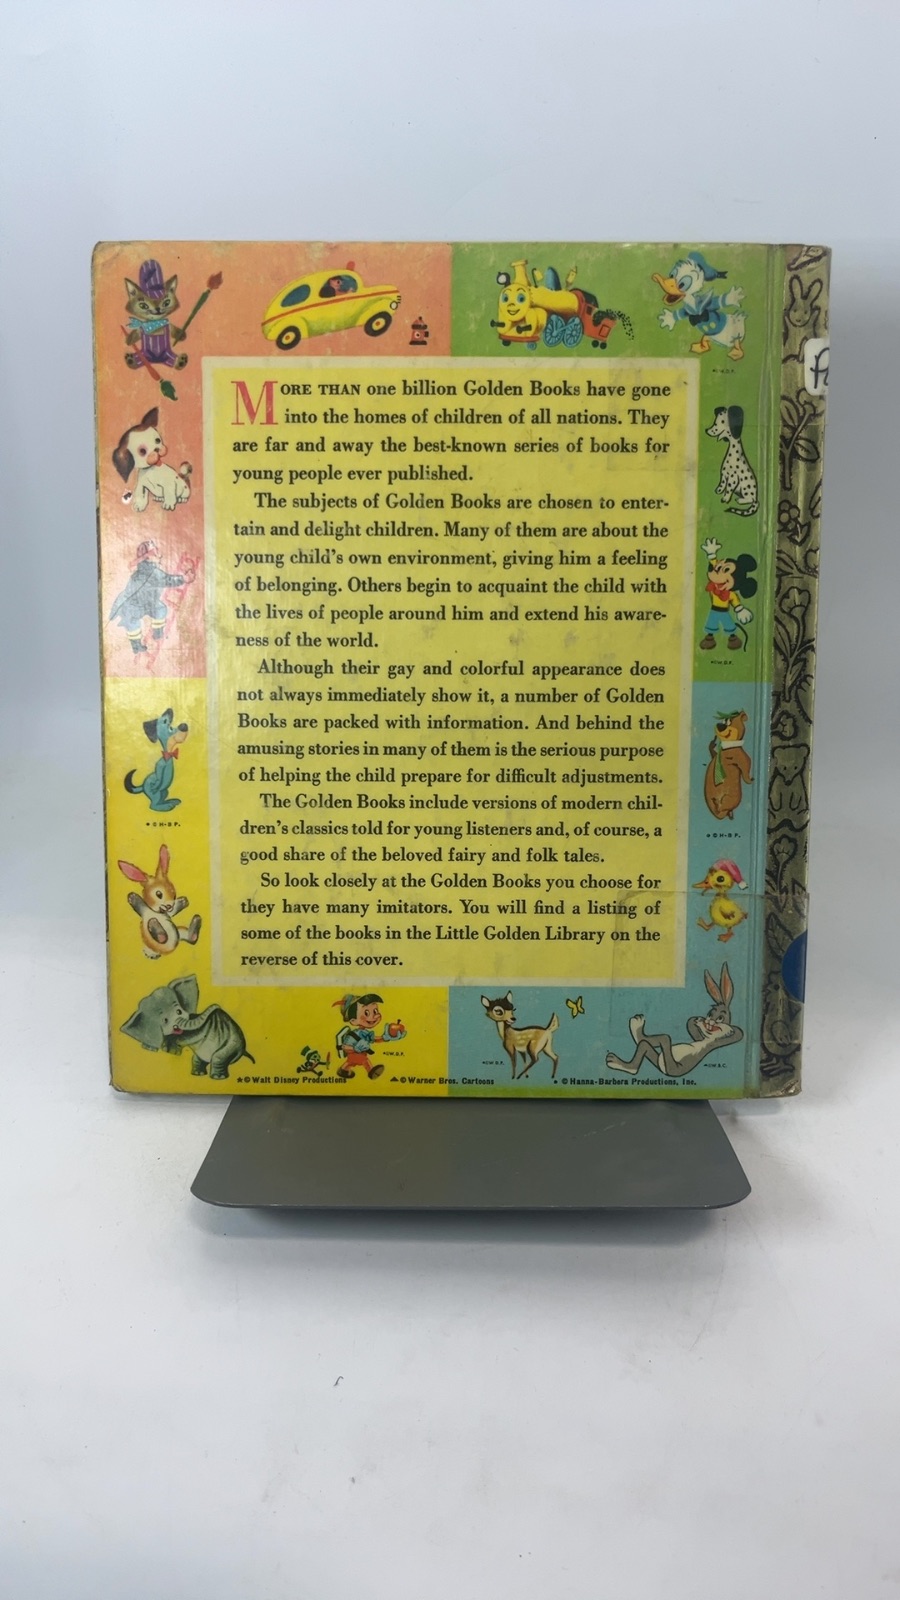 MORE THAN one billion Golden Books have gone
into the homes of children of all nations. They
are far and away the best-known series of books for
young people ever published.
The subjects of Golden Books are chosen to enter-
tain and delight children. Many of them are about the
young child's own environment, giving him a feeling
of belonging. Others begin to acquaint the child with
the lives of people around him and extend his aware-
ness of the world.
Although their gay and colorful appearance does
not always immediately show it, a number of Golden
Books are packed with information. And behind the
amusing stories in many of them is the serious purpose
of helping the child prepare for difficult adjustments.
The Golden Books include versions of modern chil-
dren's classics told for young listeners and, of course, a
good share of the beloved fairy and folk tales.
So look closely at the Golden Books you choose for
they have many imitators. You will find a listing of
some of the books in the Little Golden Library on the
reverse of this cover.
© H-B P.
© H-B P.
© Walt Disney Productions
© Warner Bros. Cartoons
© Hanna-Barbera Productions, Inc.